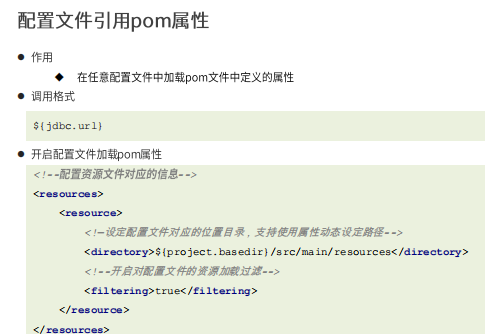 配置文件引用pom属性
● 作用
◆ 在任意配置文件中加载pom文件中定义的属性
● 调用格式
${jdbc.url}
● 开启配置文件加载pom属性
<!--配置资源文件对应的信息-->
<resources>
<resource>
<!—设定配置文件对应的位置目录，支持使用属性动态设定路径-->
<directory>${project.basedir}/src/main/resources</directory>
<!--开启对配置文件的资源加载过滤-->
<filtering>true</filtering>
</resource>
</resources>